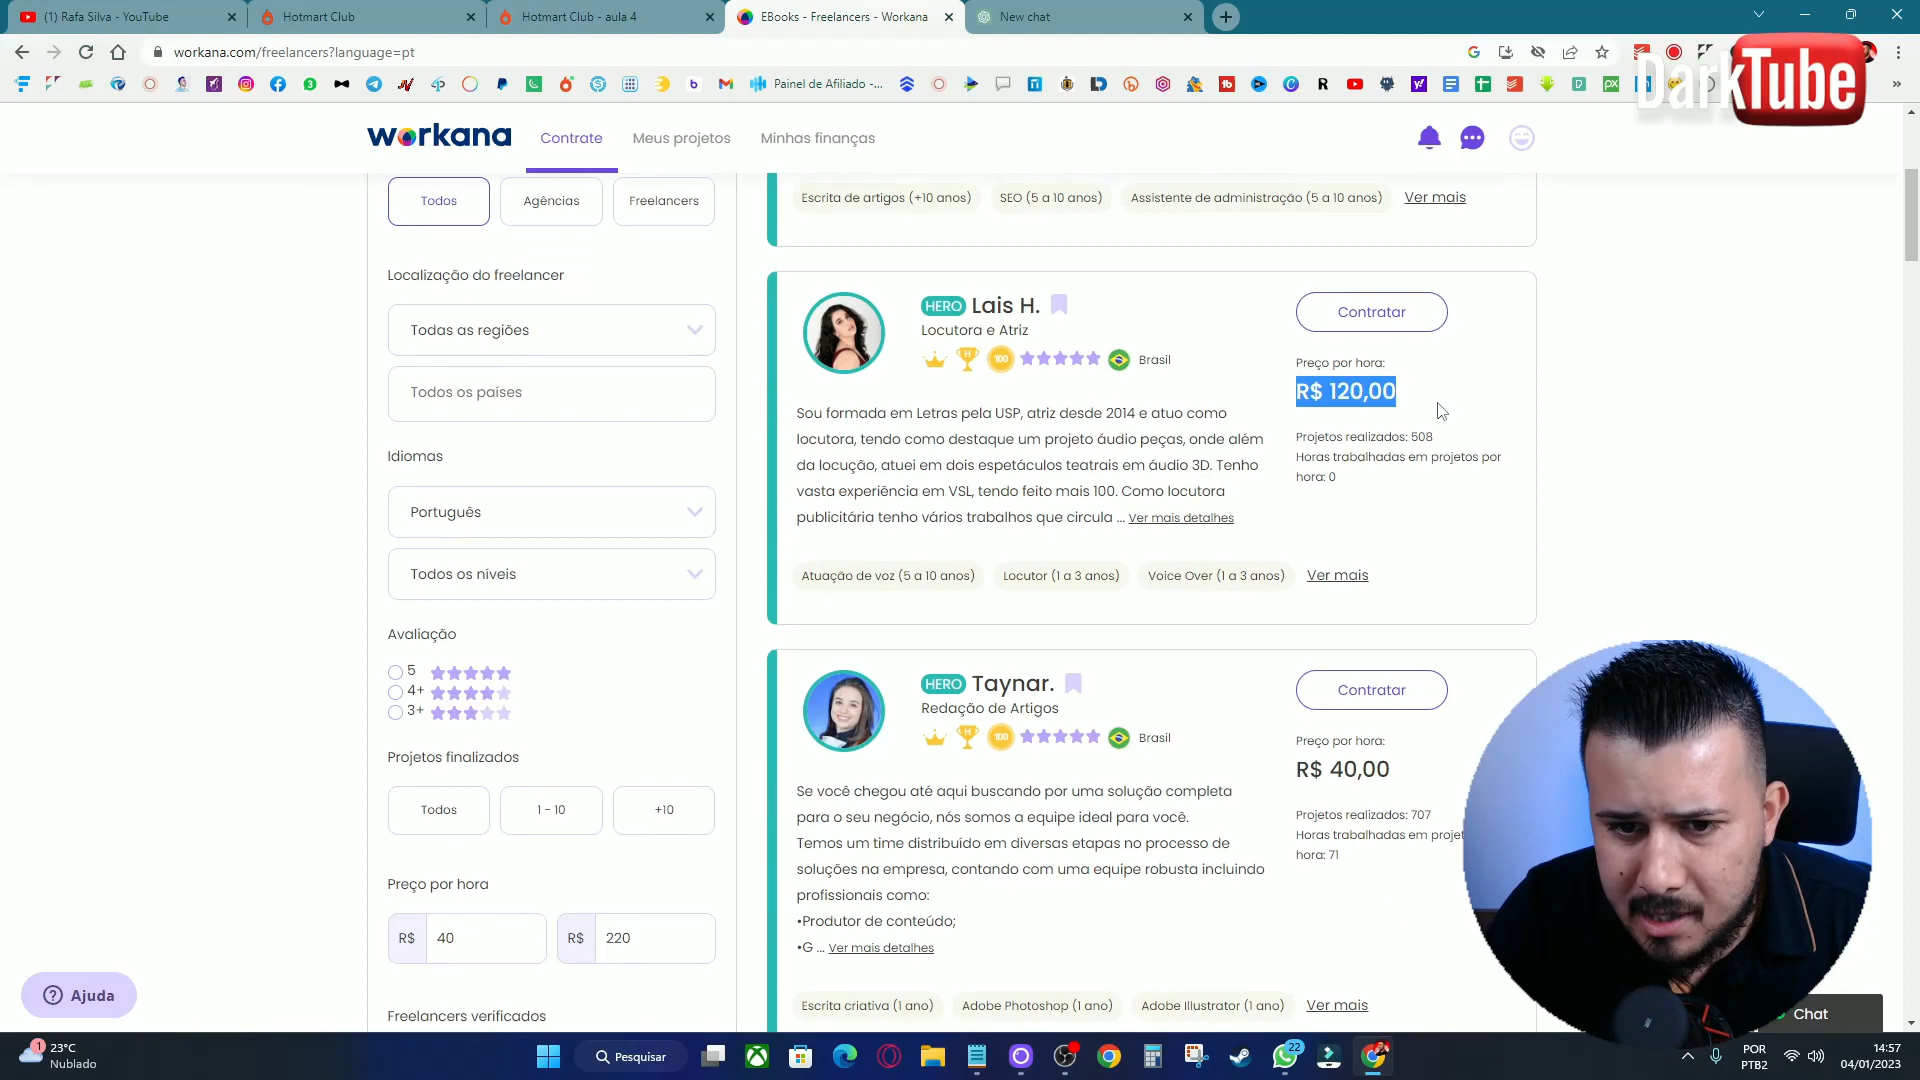 (1) Rafa Silva - YouTube
Hotmart Club
Hotmart Club - aula 4
EBooks - Freelancers - Workana
New chat
workana.com/freelancers?language=pt
Painel de Afiliado -...
DarkTube
workana
Contrate
Meus projetos
Minhas finanças
Todos
Agências
Freelancers
Localização do freelancer
Todas as regiões
Todos os países
Idiomas
Português
Todos os níveis
Avaliação
5
4+
3+
Projetos finalizados
Todos
1 - 10
+10
Preço por hora
R$ 40
R$ 220
Freelancers verificados
Ajuda
Escrita de artigos (+10 anos)
SEO (5 a 10 anos)
Assistente de administração (5 a 10 anos)
Ver mais
HERO Lais H.
Locutora e Atriz
100
Brasil
Sou formada em Letras pela USP, atriz desde 2014 e atuo como
locutora, tendo como destaque um projeto áudio peças, onde além
da locução, atuei em dois espetáculos teatrais em áudio 3D. Tenho
vasta experiência em VSL, tendo feito mais 100. Como locutora
publicitária tenho vários trabalhos que circula ... Ver mais detalhes
Contratar
Preço por hora:
R$ 120,00
Projetos realizados: 508
Horas trabalhadas em projetos por
hora: 0
Atuação de voz (5 a 10 anos)
Locutor (1 a 3 anos)
Voice Over (1 a 3 anos)
Ver mais
HERO Taynar.
Redação de Artigos
100
Brasil
Se você chegou até aqui buscando por uma solução completa
para o seu negócio, nós somos a equipe ideal para você.
Temos um time distribuído em diversas etapas no processo de
soluções na empresa, contando com uma equipe robusta incluindo
profissionais como:
•Produtor de conteúdo;
•G ... Ver mais detalhes
Contratar
Preço por hora:
R$ 40,00
Projetos realizados: 707
Horas trabalhadas em projet
hora: 71
Escrita criativa (1 ano)
Adobe Photoshop (1 ano)
Adobe Illustrator (1 ano)
Ver mais
Chat
1
23°C
Nublado
Pesquisar
22
POR
PTB2
14:57
04/01/2023